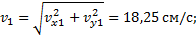 v₁ = √(v²ₓ₁ + v²ᵧ₁) = 18,25 см/с;